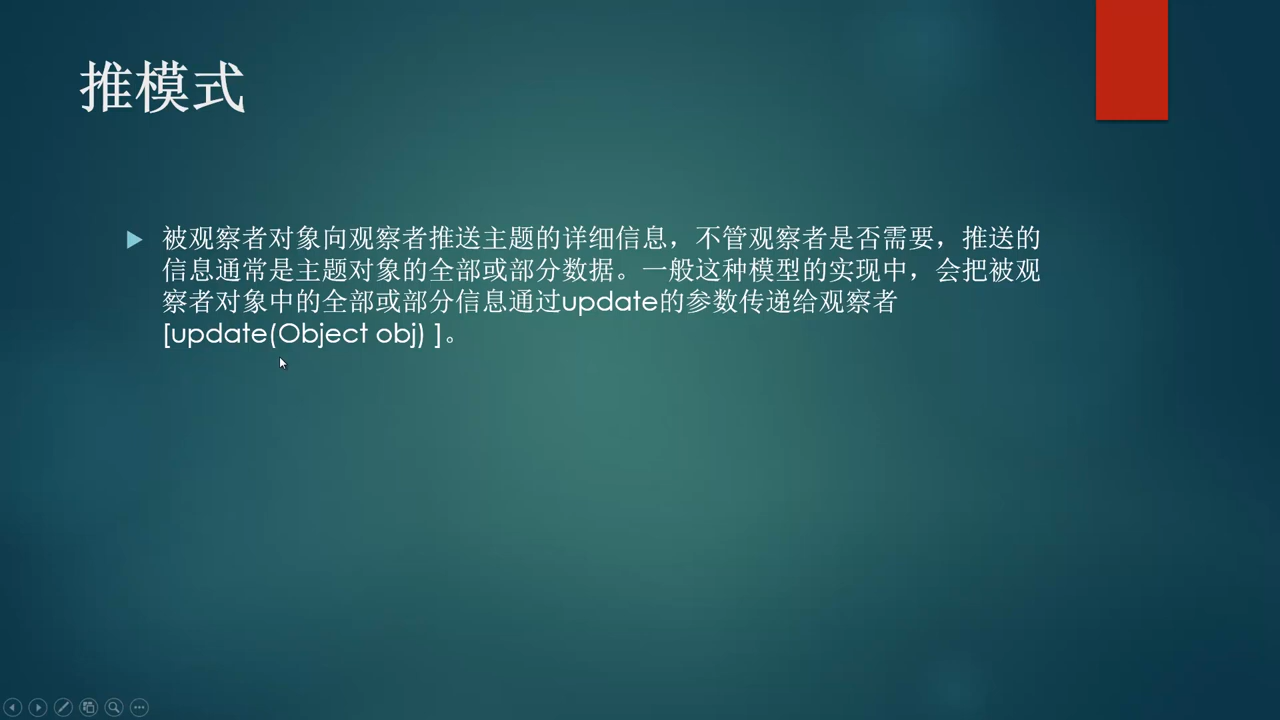 推模式
被观察者对象向观察者推送主题的详细信息，不管观察者是否需要，推送的
信息通常是主题对象的全部或部分数据。一般这种模型的实现中，会把被观
察者对象中的全部或部分信息通过update的参数传递给观察者
[update(Object obj) ]。